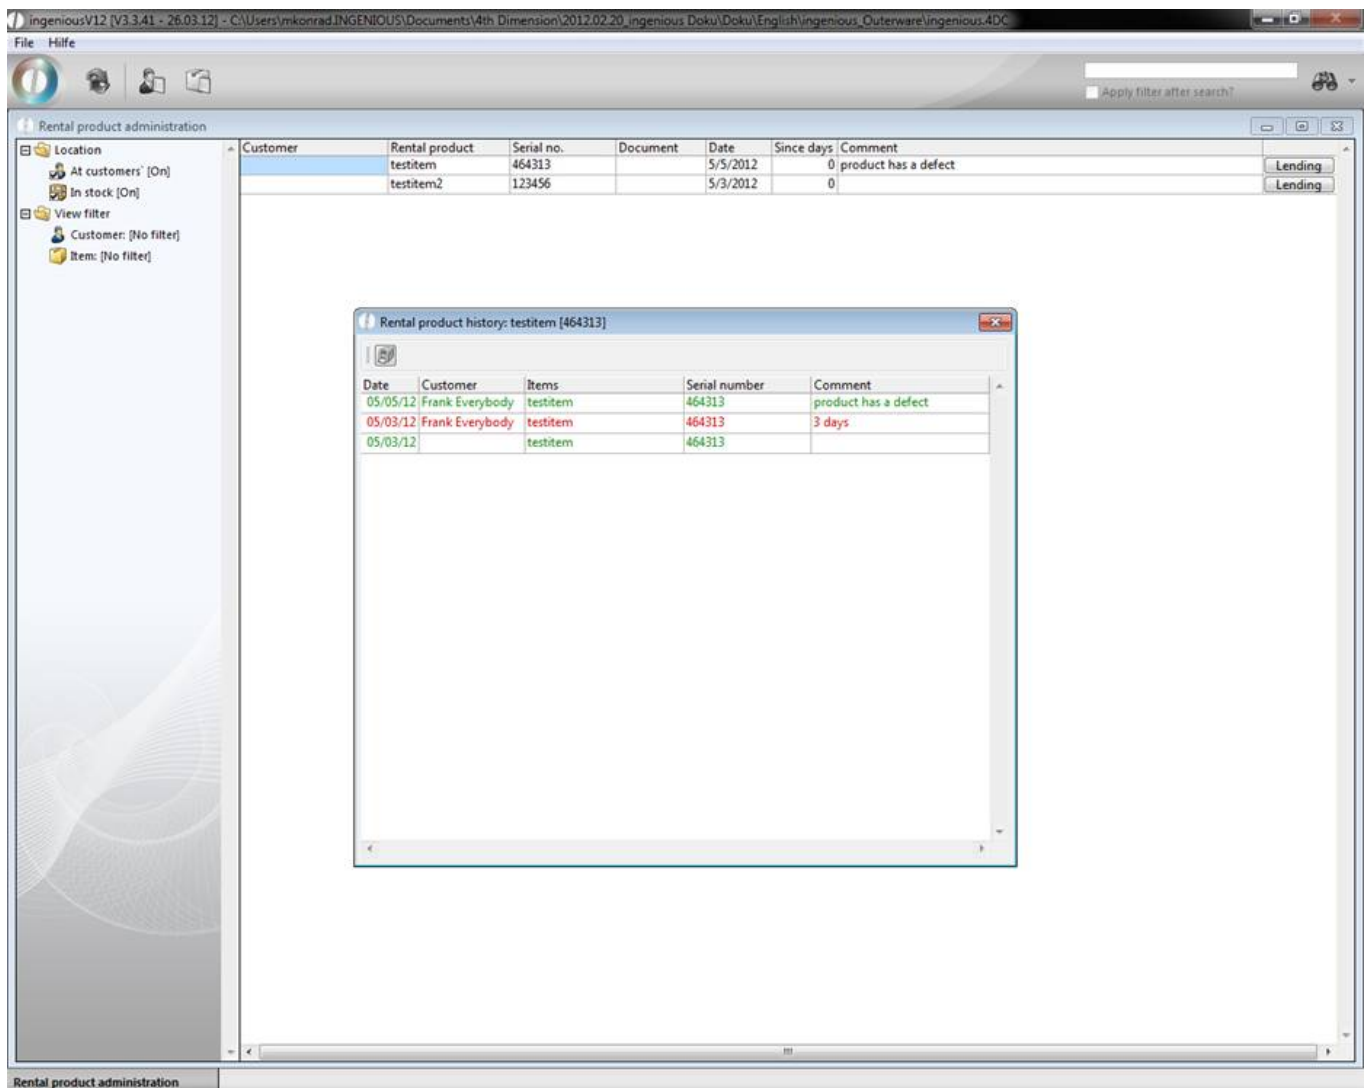 ingeniousV12 [V3.3.41 - 26.03.12] - C:\Users\mkonrad.INGENIOUS\Documents\4th Dimension\2012.02.20_ingenious Doku\Doku\English\ingenious_Outerware\ingenious.4DC
File Hilfe
Apply filter after search?
Rental product administration
Location
At customers` [On]
In stock [On]
View filter
Customer: [No filter]
Item: [No filter]
Customer Rental product Serial no. Document Date Since days Comment
testitem 464313 5/5/2012 0 product has a defect Lending
testitem2 123456 5/3/2012 0 Lending
Rental product history: testitem [464313]
Date Customer Items Serial number Comment
05/05/12 Frank Everybody testitem 464313 product has a defect
05/03/12 Frank Everybody testitem 464313 3 days
05/03/12 testitem 464313
Rental product administration